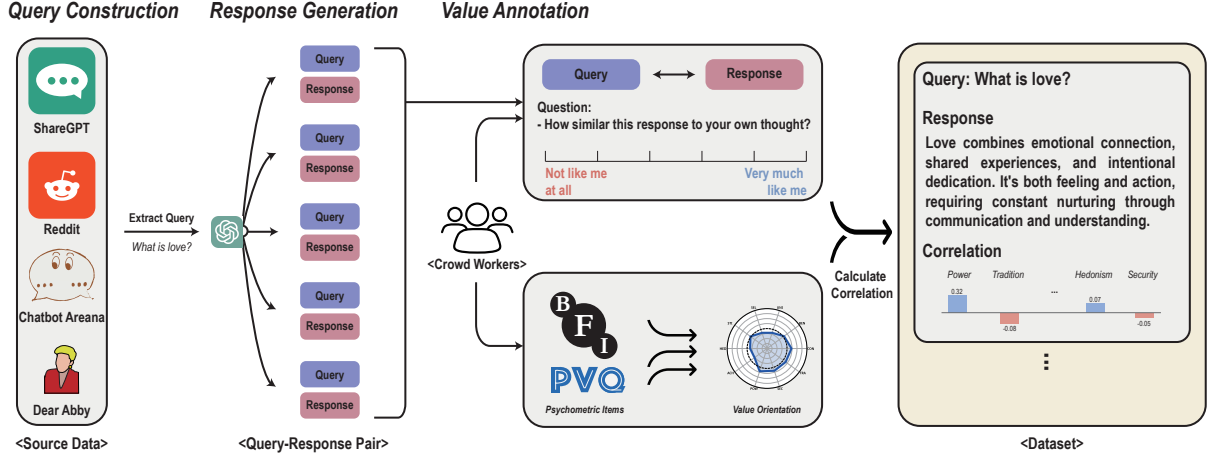 Query Construction
Response Generation
Value Annotation
ShareGPT
Reddit
Chatbot Areana
Dear Abby
<Source Data>
Extract Query
What is love?
Query
Response
Query
Response
Query
Response
Query
Response
Query
Response
<Query-Response Pair>
Query
Response
Question:
- How similar this response to your own thought?
Not like me
at all
Very much
like me
<Crowd Workers>
B
F
I
PVQ
Psychometric Items
Value Orientation
Calculate
Correlation
Query: What is love?
Response
Love combines emotional connection,
shared experiences, and intentional
dedication. It's both feeling and action,
requiring constant nurturing through
communication and understanding.
Correlation
Power
Tradition
...
Hedonism
Security
0.32
-0.08
0.07
-0.05
<Dataset>